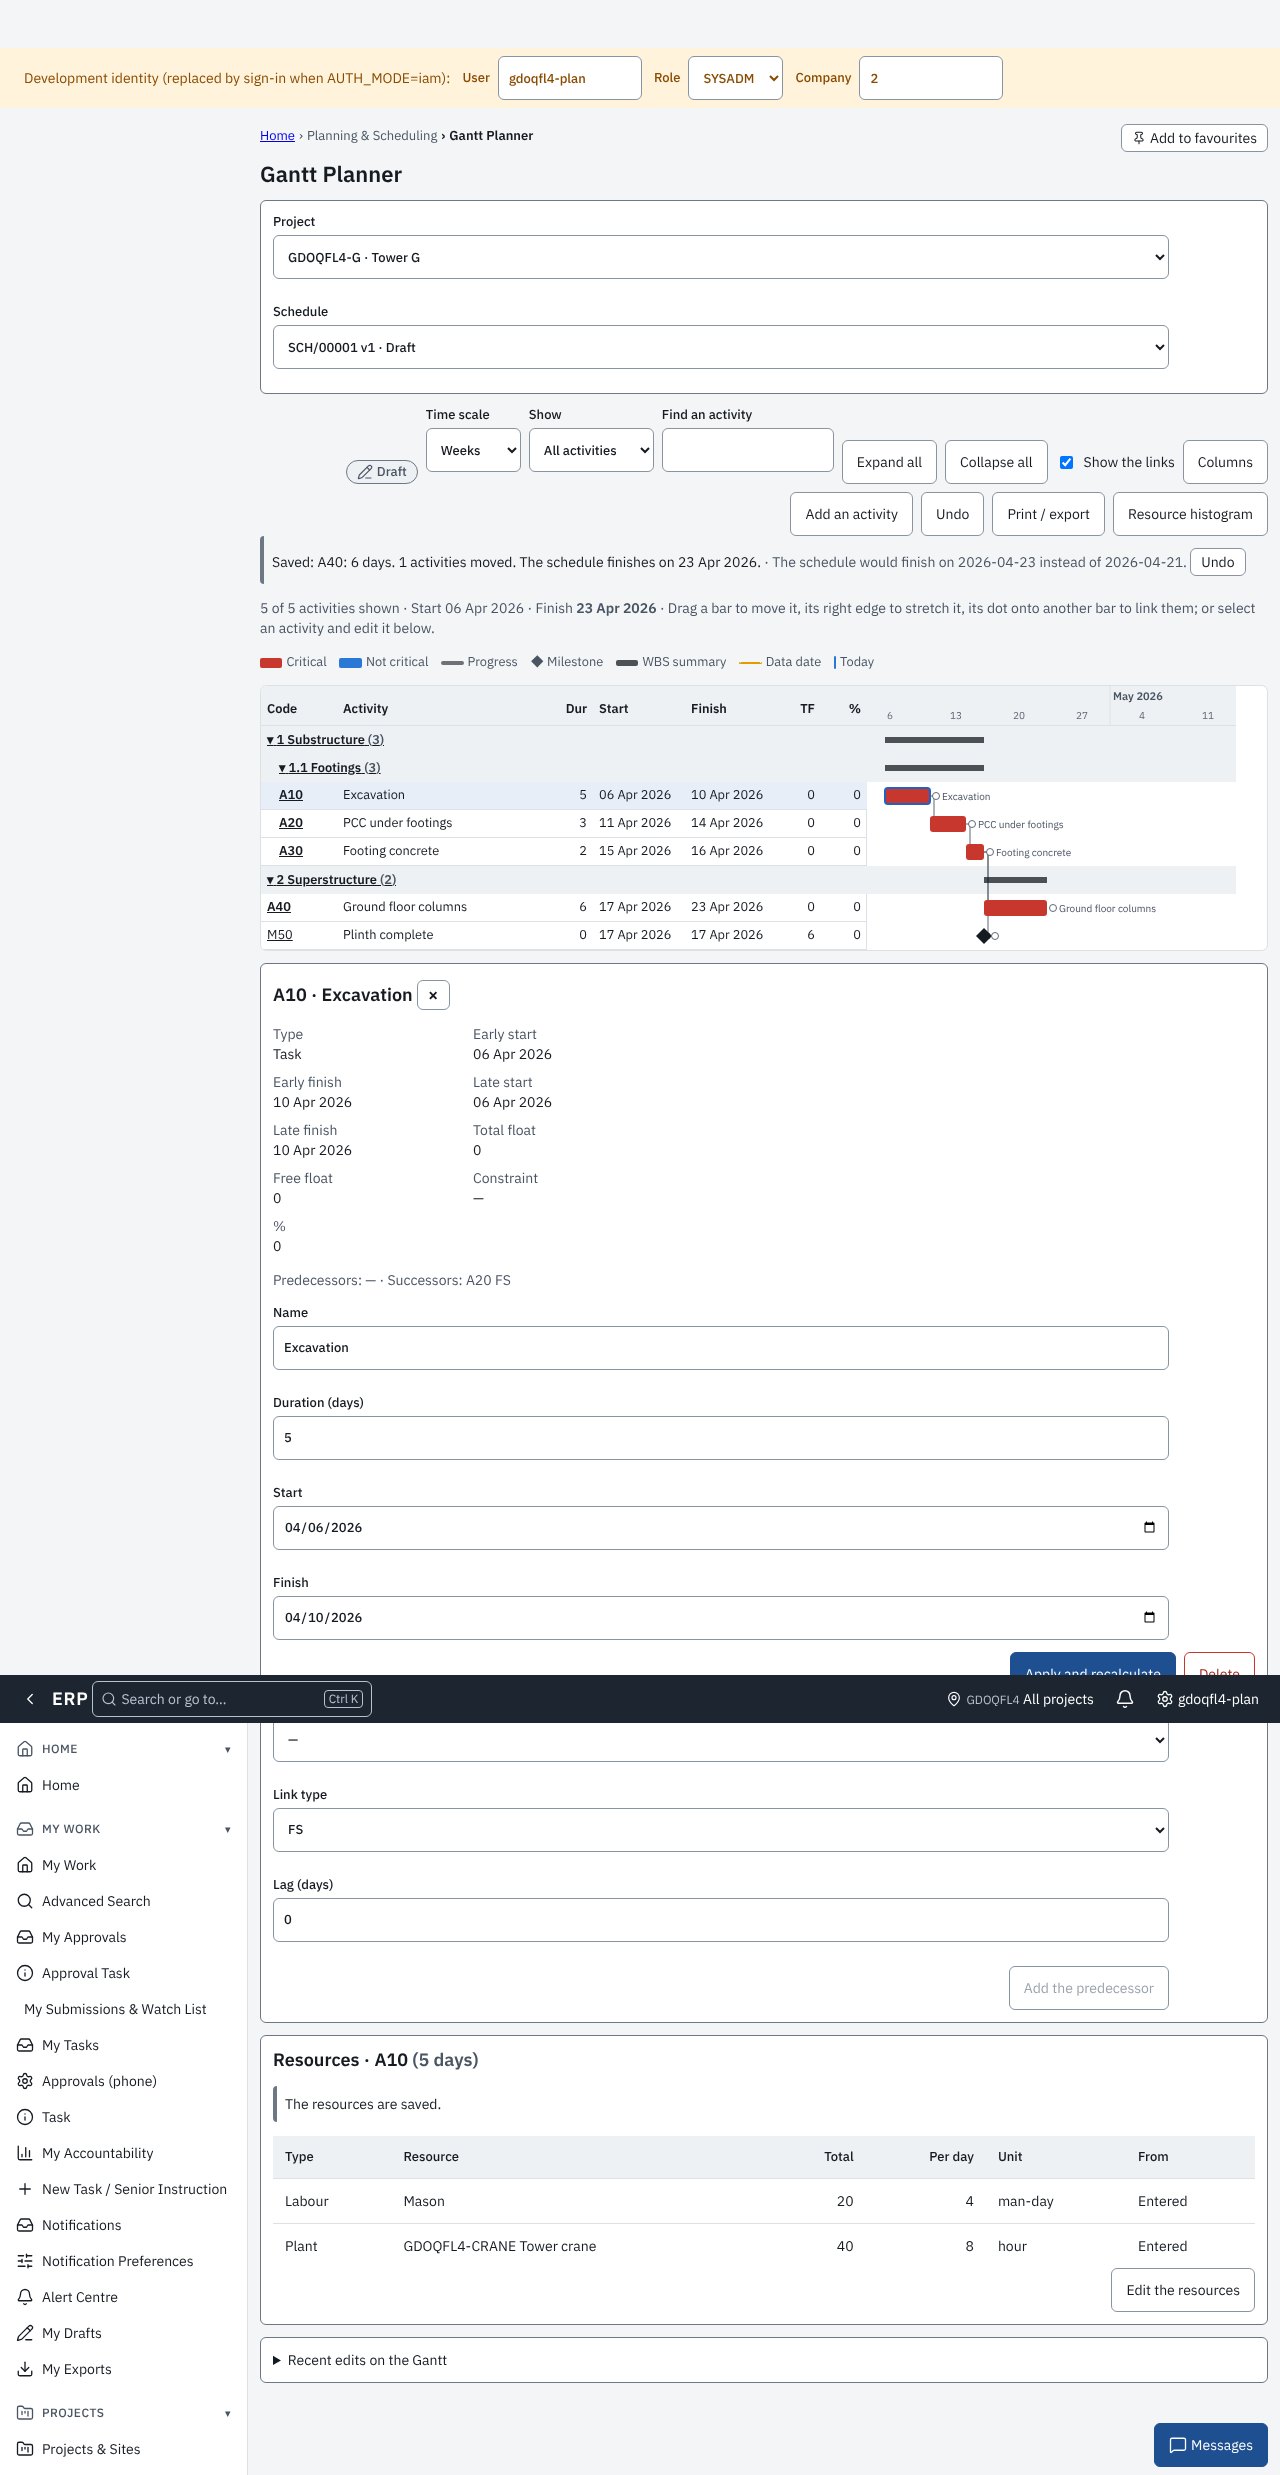 Development identity (replaced by sign-in when AUTH_MODE=iam): User gdoqfl4-plan Role SYSADM Company 2
Home › Planning & Scheduling › Gantt Planner
Add to favourites
Gantt Planner
Project
GDOQFL4-G · Tower G
Schedule
SCH/00001 v1 · Draft
Time scale Show Find an activity
Draft Weeks All activities Expand all Collapse all Show the links Columns
Add an activity Undo Print / export Resource histogram
Saved: A40: 6 days. 1 activities moved. The schedule finishes on 23 Apr 2026. · The schedule would finish on 2026-04-23 instead of 2026-04-21. Undo
5 of 5 activities shown · Start 06 Apr 2026 · Finish 23 Apr 2026 · Drag a bar to move it, its right edge to stretch it, its dot onto another bar to link them; or select
an activity and edit it below.
Critical Not critical Progress Milestone WBS summary Data date Today
May 2026
Code Activity Dur Start Finish TF % 6 13 20 27 4 11
▾ 1 Substructure (3)
▾ 1.1 Footings (3)
A10 Excavation 5 06 Apr 2026 10 Apr 2026 0 0 Excavation
A20 PCC under footings 3 11 Apr 2026 14 Apr 2026 0 0 PCC under footings
A30 Footing concrete 2 15 Apr 2026 16 Apr 2026 0 0 Footing concrete
▾ 2 Superstructure (2)
A40 Ground floor columns 6 17 Apr 2026 23 Apr 2026 0 0 Ground floor columns
M50 Plinth complete 0 17 Apr 2026 17 Apr 2026 6 0
A10 · Excavation ×
Type Early start
Task 06 Apr 2026
Early finish Late start
10 Apr 2026 06 Apr 2026
Late finish Total float
10 Apr 2026 0
Free float Constraint
0 —
%
0
Predecessors: — · Successors: A20 FS
Name
Excavation
Duration (days)
5
Start
04/06/2026
Finish
04/10/2026
Apply and recalculate Delete
ERP Search or go to... Ctrl K GDOQFL4 All projects gdoqfl4-plan
—
Link type
FS
Lag (days)
0
Add the predecessor
Resources · A10 (5 days)
The resources are saved.
Type Resource Total Per day Unit From
Labour Mason 20 4 man-day Entered
Plant GDOQFL4-CRANE Tower crane 40 8 hour Entered
Edit the resources
Recent edits on the Gantt
HOME
Home
MY WORK
My Work
Advanced Search
My Approvals
Approval Task
My Submissions & Watch List
My Tasks
Approvals (phone)
Task
My Accountability
New Task / Senior Instruction
Notifications
Notification Preferences
Alert Centre
My Drafts
My Exports
PROJECTS
Projects & Sites
Messages